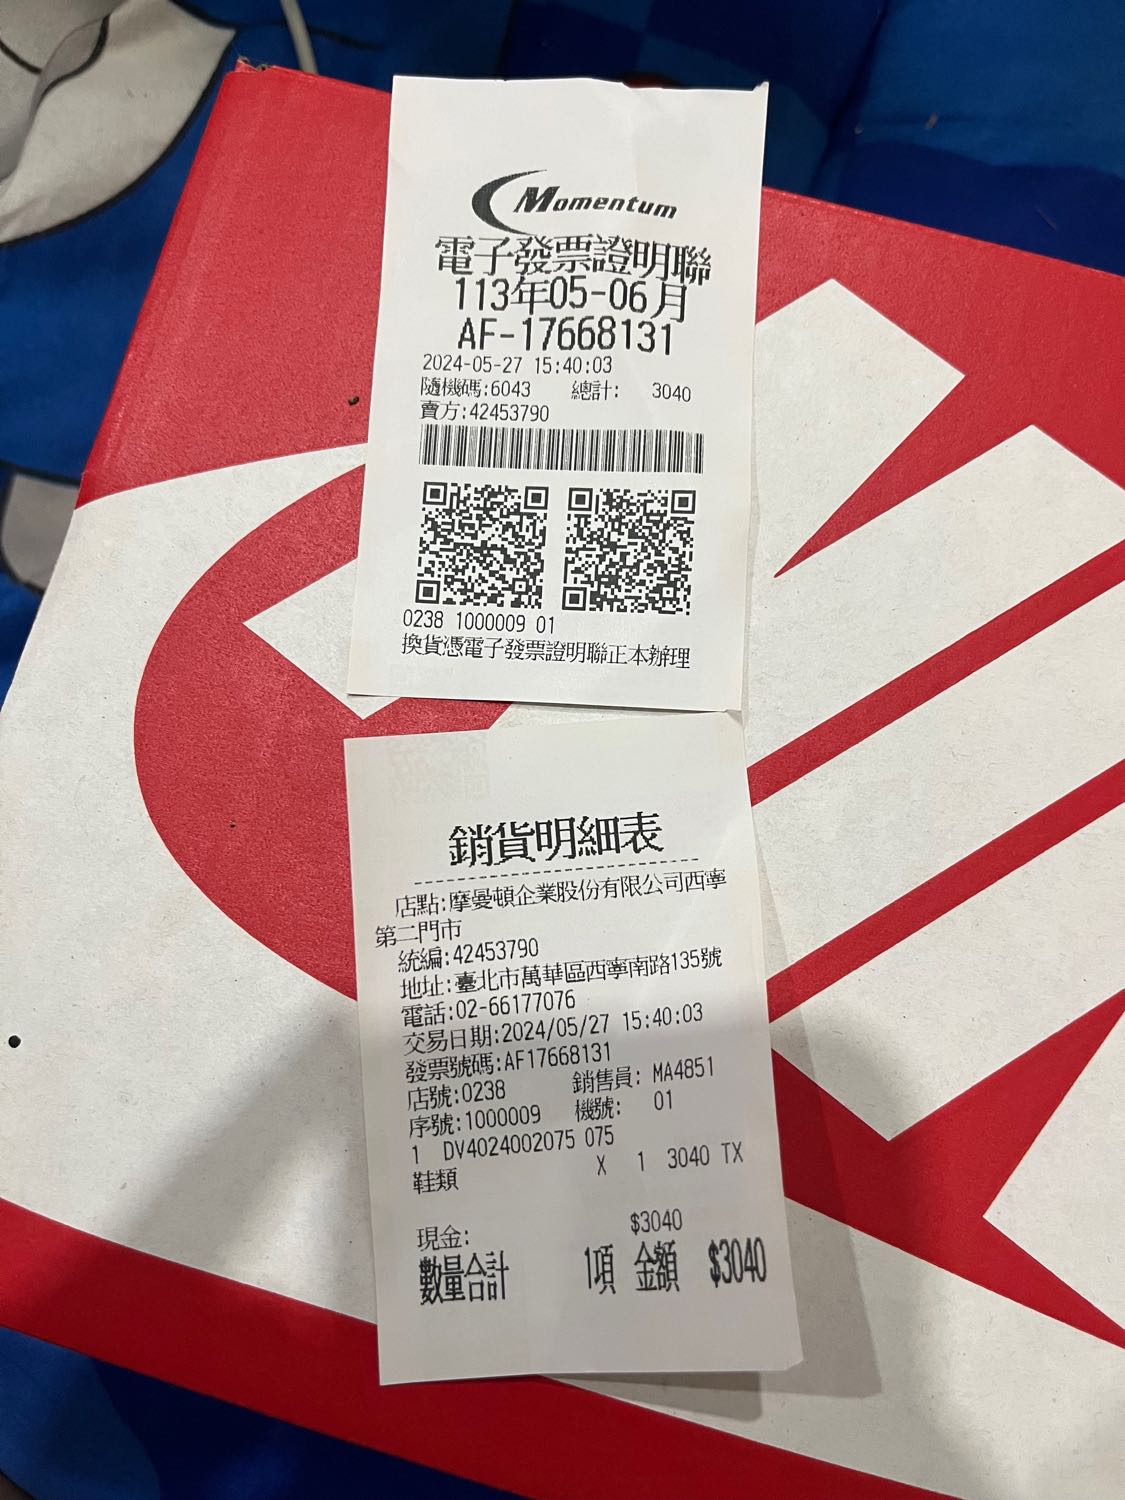 Momentum
電子發票證明聯
113年05-06月
AF-17668131
2024-05-27 15:40:03
隨機碼:6043 總計: 3040
賣方:42453790
0238 1000009 01
換貨憑電子發票證明聯正本辦理
銷貨明細表
店點:摩曼頓企業股份有限公司西寧
第二門市
統編:42453790
地址:臺北市萬華區西寧南路135號
電話:02-66177076
交易日期:2024/05/27 15:40:03
發票號碼:AF17668131
店號:0238 銷售員: MA4851
序號:1000009 機號: 01
1 DV4024002075 075
鞋類 X 1 3040 TX
現金: $3040
數量合計 1項 金額 $3040